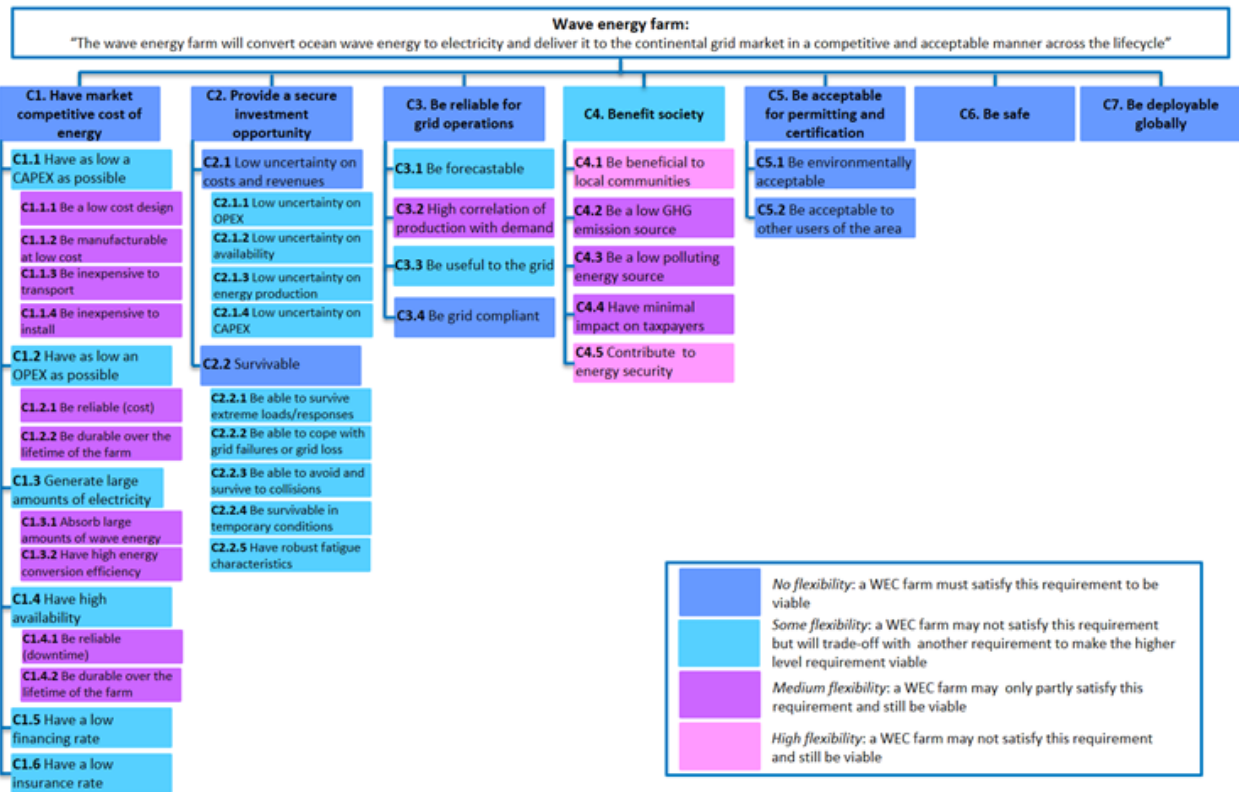 Wave energy farm:
"The wave energy farm will convert ocean wave energy to electricity and deliver it to the continental grid market in a competitive and acceptable manner across the lifecycle"
C1. Have market
competitive cost of
energy
C1.1 Have as low a
CAPEX as possible
C1.1.1 Be a low cost design
C1.1.2 Be manufacturable
at low cost
C1.1.3 Be inexpensive to
transport
C1.1.4 Be inexpensive to
install
C1.2 Have as low an
OPEX as possible
C1.2.1 Be reliable (cost)
C1.2.2 Be durable over the
lifetime of the farm
C1.3 Generate large
amounts of electricity
C1.3.1 Absorb large
amounts of wave energy
C1.3.2 Have high energy
conversion efficiency
C1.4 Have high
availability
C1.4.1 Be reliable
(downtime)
C1.4.2 Be durable over the
lifetime of the farm
C1.5 Have a low
financing rate
C1.6 Have a low
insurance rate
C2. Provide a secure
investment
opportunity
C2.1 Low uncertainty on
costs and revenues
C2.1.1 Low uncertainty on
OPEX
C2.1.2 Low uncertainty on
availability
C2.1.3 Low uncertainty on
energy production
C2.1.4 Low uncertainty on
CAPEX
C2.2 Survivable
C2.2.1 Be able to survive
extreme loads/responses
C2.2.2 Be able to cope with
grid failures or grid loss
C2.2.3 Be able to avoid and
survive to collisions
C2.2.4 Be survivable in
temporary conditions
C2.2.5 Have robust fatigue
characteristics
C3. Be reliable for
grid operations
C3.1 Be forecastable
C3.2 High correlation of
production with demand
C3.3 Be useful to the grid
C3.4 Be grid compliant
C4. Benefit society
C4.1 Be beneficial to
local communities
C4.2 Be a low GHG
emission source
C4.3 Be a low polluting
energy source
C4.4 Have minimal
impact on taxpayers
C4.5 Contribute to
energy security
C5. Be acceptable
for permitting and
certification
C5.1 Be environmentally
acceptable
C5.2 Be acceptable to
other users of the area
C6. Be safe
C7. Be deployable
globally
No flexibility: a WEC farm must satisfy this requirement to be
viable
Some flexibility: a WEC farm may not satisfy this requirement
but will trade-off with another requirement to make the higher
level requirement viable
Medium flexibility: a WEC farm may only partly satisfy this
requirement and still be viable
High flexibility: a WEC farm may not satisfy this requirement
and still be viable